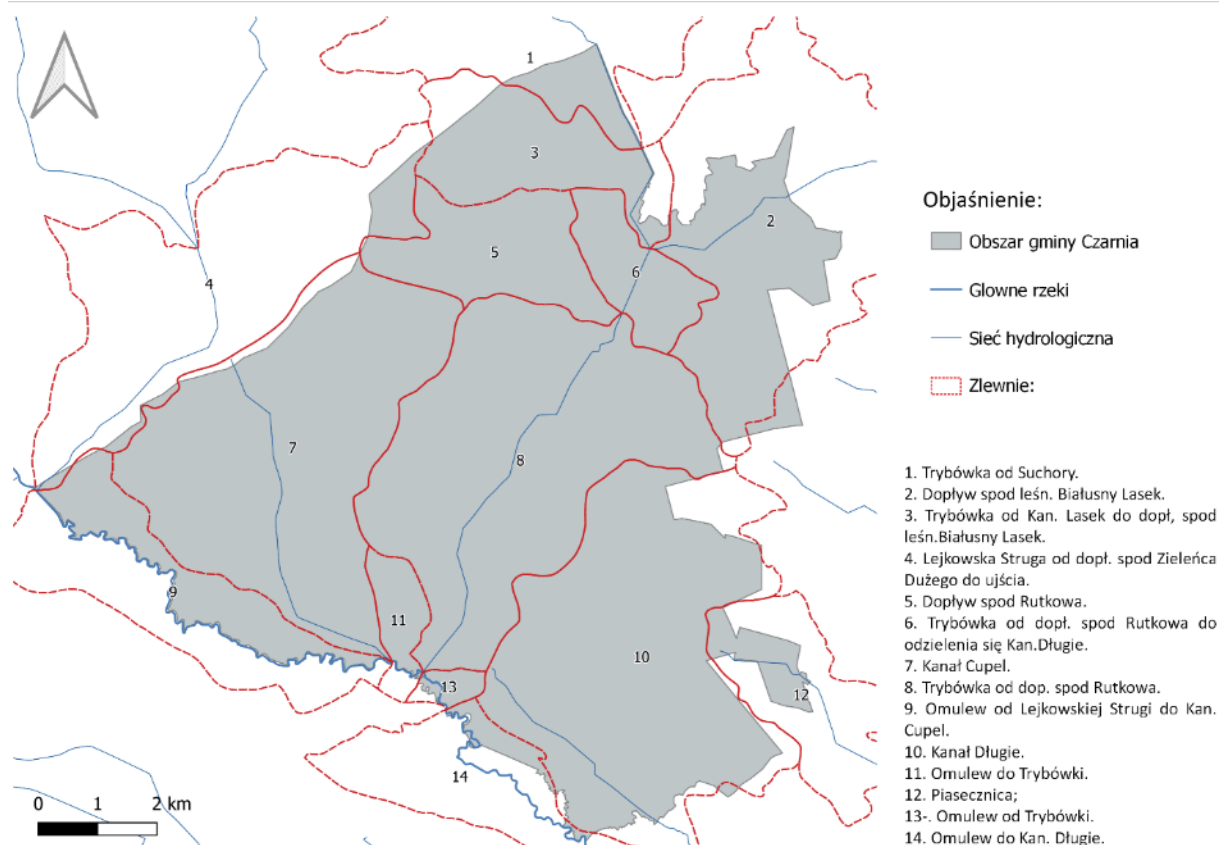 1
3
2
5
6
4
7
8
9
11
10
13
12
14
0 1 2 km
Objaśnienie:
Obszar gminy Czarnia
Glowne rzeki
Sieć hydrologiczna
Zlewnie:
1. Trybówka od Suchory.
2. Dopływ spod leśn. Białusny Lasek.
3. Trybówka od Kan. Lasek do dopł, spod
leśn.Białusny Lasek.
4. Lejkowska Struga od dopł. spod Zieleńca
Dużego do ujścia.
5. Dopływ spod Rutkowa.
6. Trybówka od dopł. spod Rutkowa do
odzielenia się Kan.Długie.
7. Kanał Cupel.
8. Trybówka od dop. spod Rutkowa.
9. Omulew od Lejkowskiej Strugi do Kan.
Cupel.
10. Kanał Długie.
11. Omulew do Trybówki.
12. Piasecznica;
13-. Omulew od Trybówki.
14. Omulew do Kan. Długie.